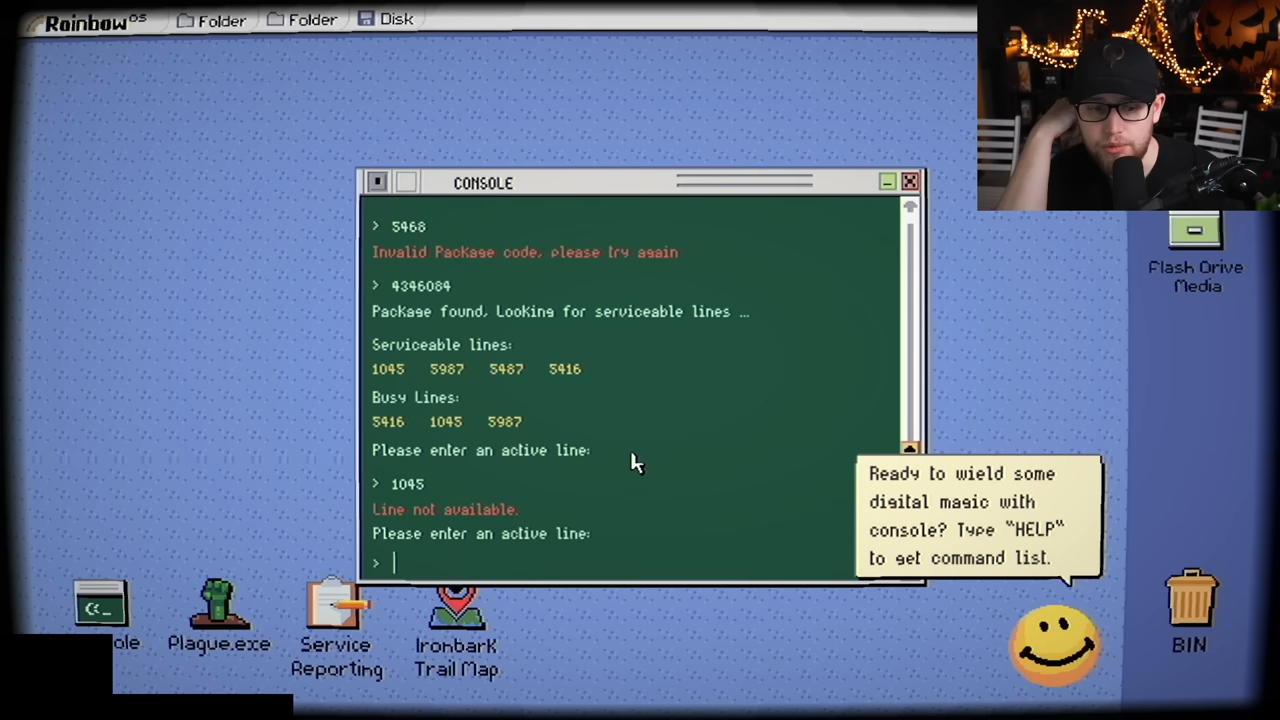 Rainbow OS
Folder
Folder
Disk
CONSOLE
> 5468
Invalid Package code, please try again
> 4346084
Package found, Looking for serviceable lines ...
Serviceable lines:
1045 5987 5487 5416
Busy Lines:
5416 1045 5987
Please enter an active line:
> 1045
Line not available.
Please enter an active line:
>
Ready to wield some
digital magic with
console? Type "HELP"
to get command list.
Flash Drive
Media
ole
Plague.exe
Service
Reporting
Ironbark
Trail Map
BIN